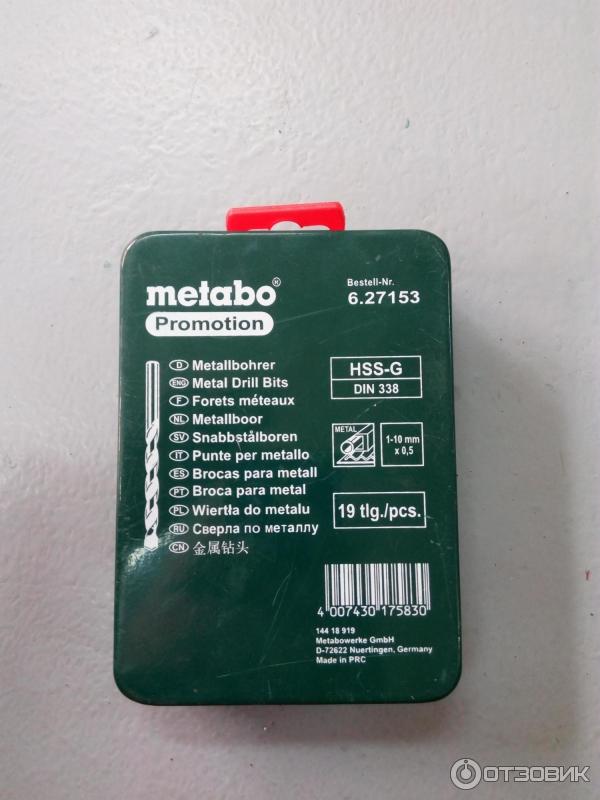 metabo®
Promotion
Bestell-Nr.
6.27153
D Metallbohrer
ENG Metal Drill Bits
F Forets méteaux
NL Metallboor
SV Snabbstålboren
IT Punte per metallo
ES Brocas para metall
PT Broca para metal
PL Wiertła do metalu
RU Сверла по металлу
CN 金属钻头
HSS-G
DIN 338
METAL
1-10 mm
x 0,5
19 tlg./pcs.
4 007430 175830
144 18 919
Metabowerke GmbH
D-72622 Nuertingen, Germany
Made in PRC
ОТЗОВИК